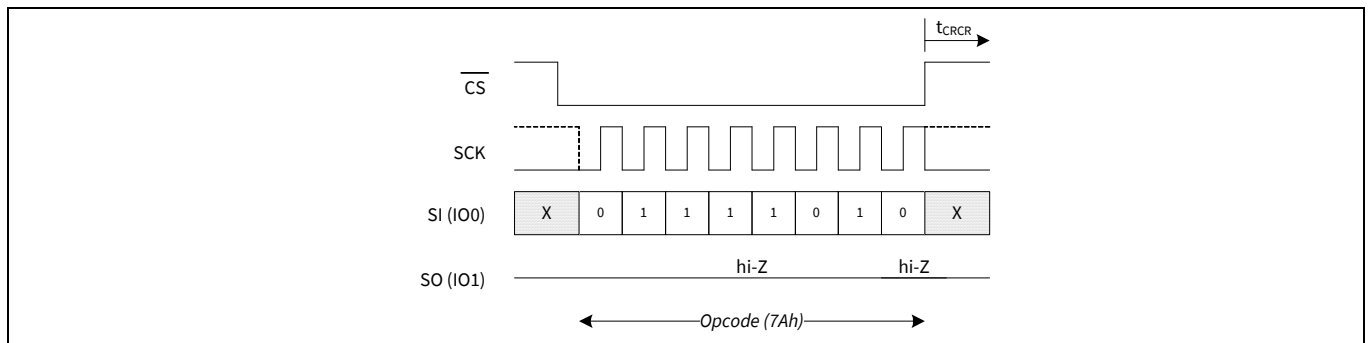 tCRCR
CS
SCK
SI (IO0) X 0 1 1 1 1 0 1 0 X
hi-Z hi-Z
SO (IO1)
Opcode (7Ah)